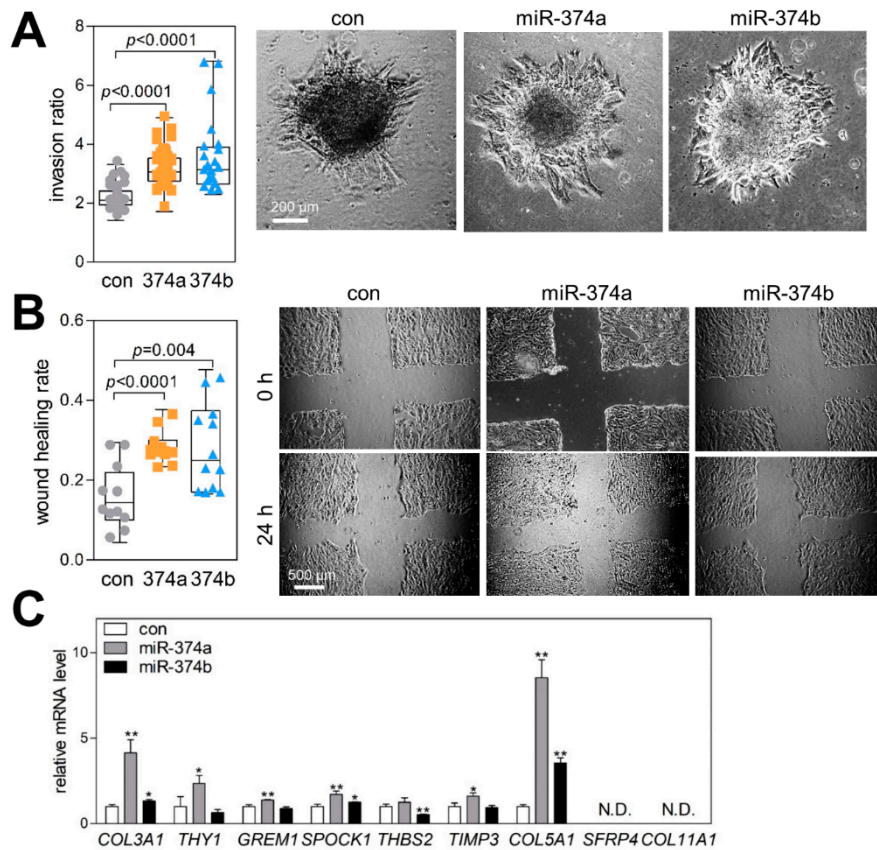 A
con
miR-374a
miR-374b
8
6
4
2
0
invasion ratio
p<0.0001
p<0.0001
con 374a 374b
200 µm
B
con
miR-374a
miR-374b
0.6
0.4
0.2
0.0
wound healing rate
p=0.004
p<0.0001
con 374a 374b
0 h
24 h
500 µm
C
con
miR-374a
miR-374b
10
5
0
relative mRNA level
** * * ** ** * ** * ** **
N.D. N.D.
COL3A1 THY1 GREM1 SPOCK1 THBS2 TIMP3 COL5A1 SFRP4 COL11A1